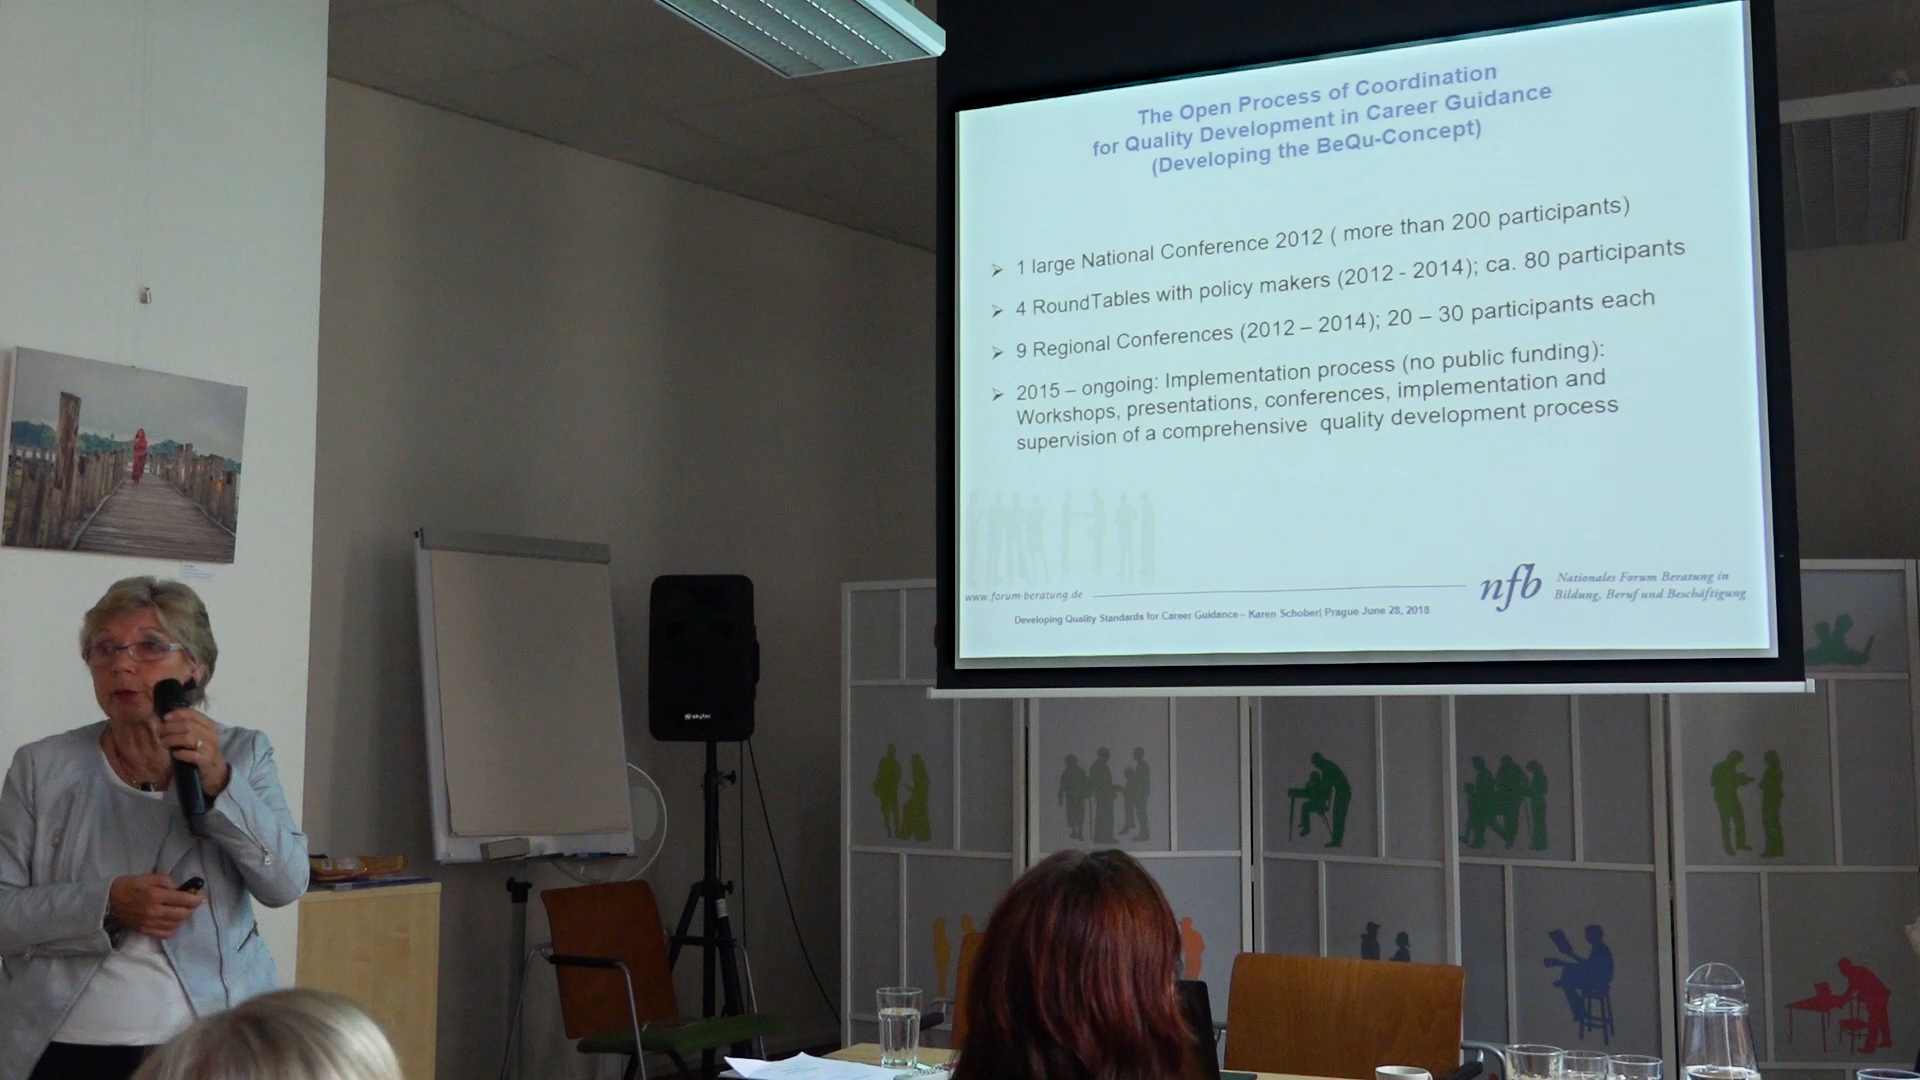 The Open Process of Coordination
for Quality Development in Career Guidance
(Developing the BeQu-Concept)
➢ 1 large National Conference 2012 ( more than 200 participants)
➢ 4 RoundTables with policy makers (2012 - 2014); ca. 80 participants
➢ 9 Regional Conferences (2012 – 2014); 20 – 30 participants each
➢ 2015 – ongoing: Implementation process (no public funding):
Workshops, presentations, conferences, implementation and
supervision of a comprehensive quality development process
www.forum-beratung.de
nfb
Nationales Forum Beratung in
Bildung, Beruf und Beschäftigung
Developing Quality Standards for Career Guidance – Karen Schober| Prague June 28, 2018
skytec